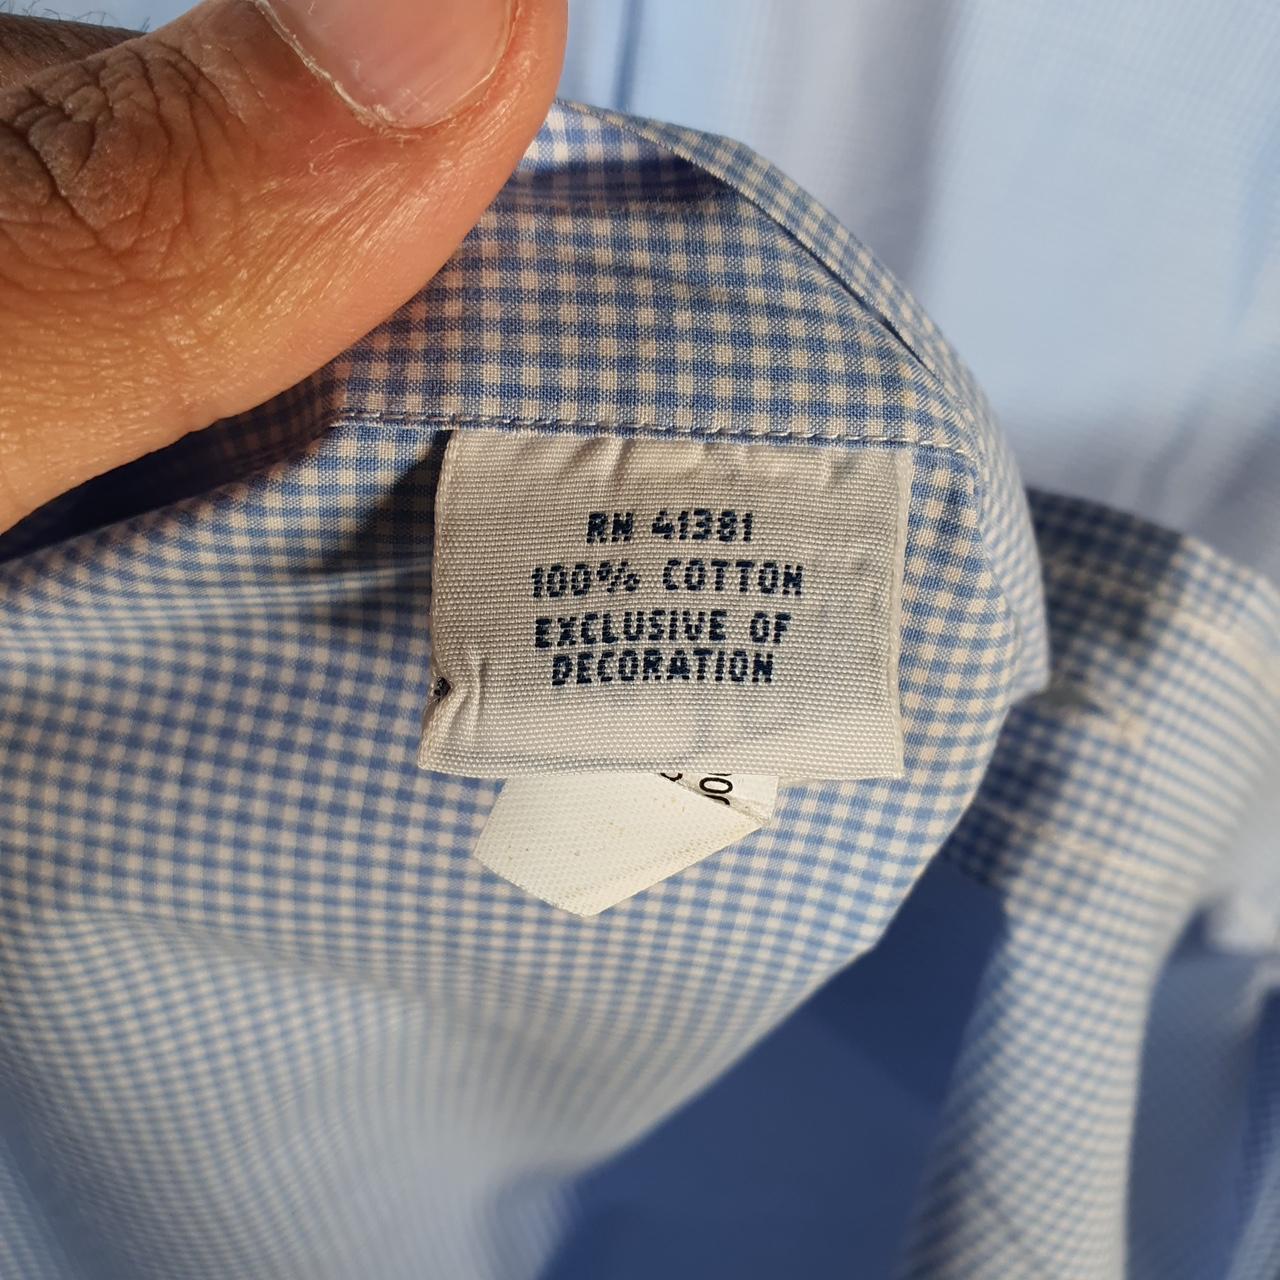 RN 41381
100% COTTON
EXCLUSIVE OF
DECORATION